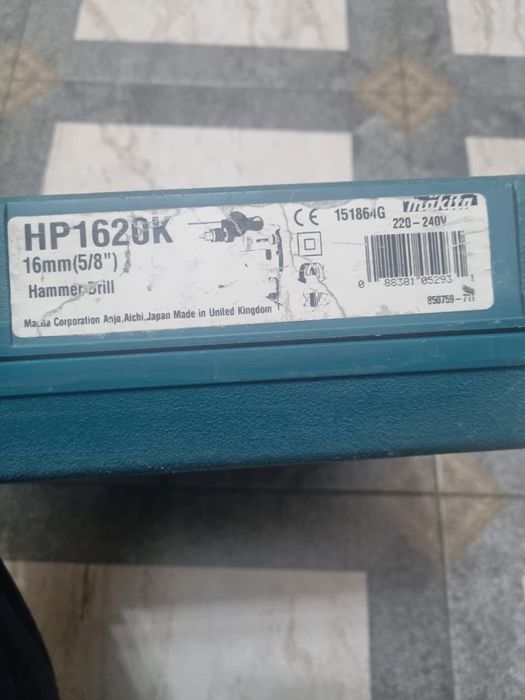 HP1620K
16mm(5/8")
Hammer Drill
Makita Corporation Anjo,Aichi,Japan Made in United Kingdom
CE 151864G makita
220-240V
0 88381 05293 1
850759-711